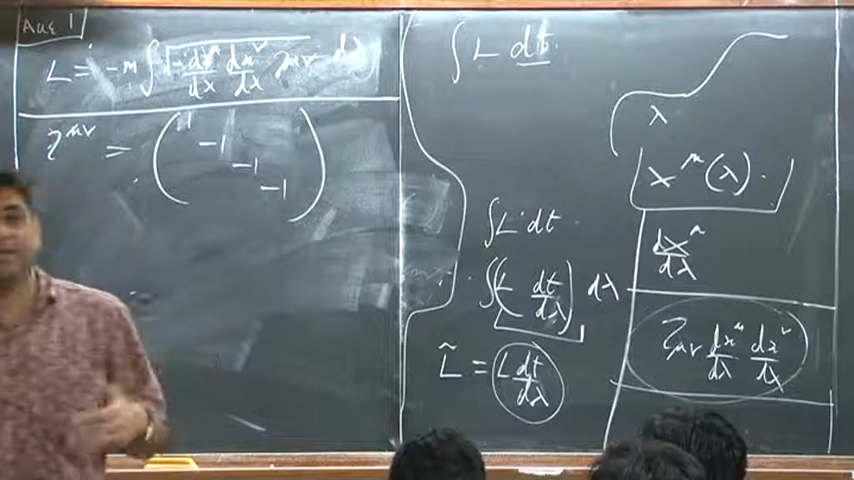 Aug 1
L = -m ∫ √(-dx^μ/dλ dx^ν/dλ η_μν) dλ
η^μν = ( 1 -1 -1 -1 )
∫ L dt
λ
x^μ(λ).
∫ L dt
dx^μ/dλ
∫ (L dt/dλ) dλ
η_μν dx^μ/dλ dx^ν/dλ
L̃ = L dt/dλ